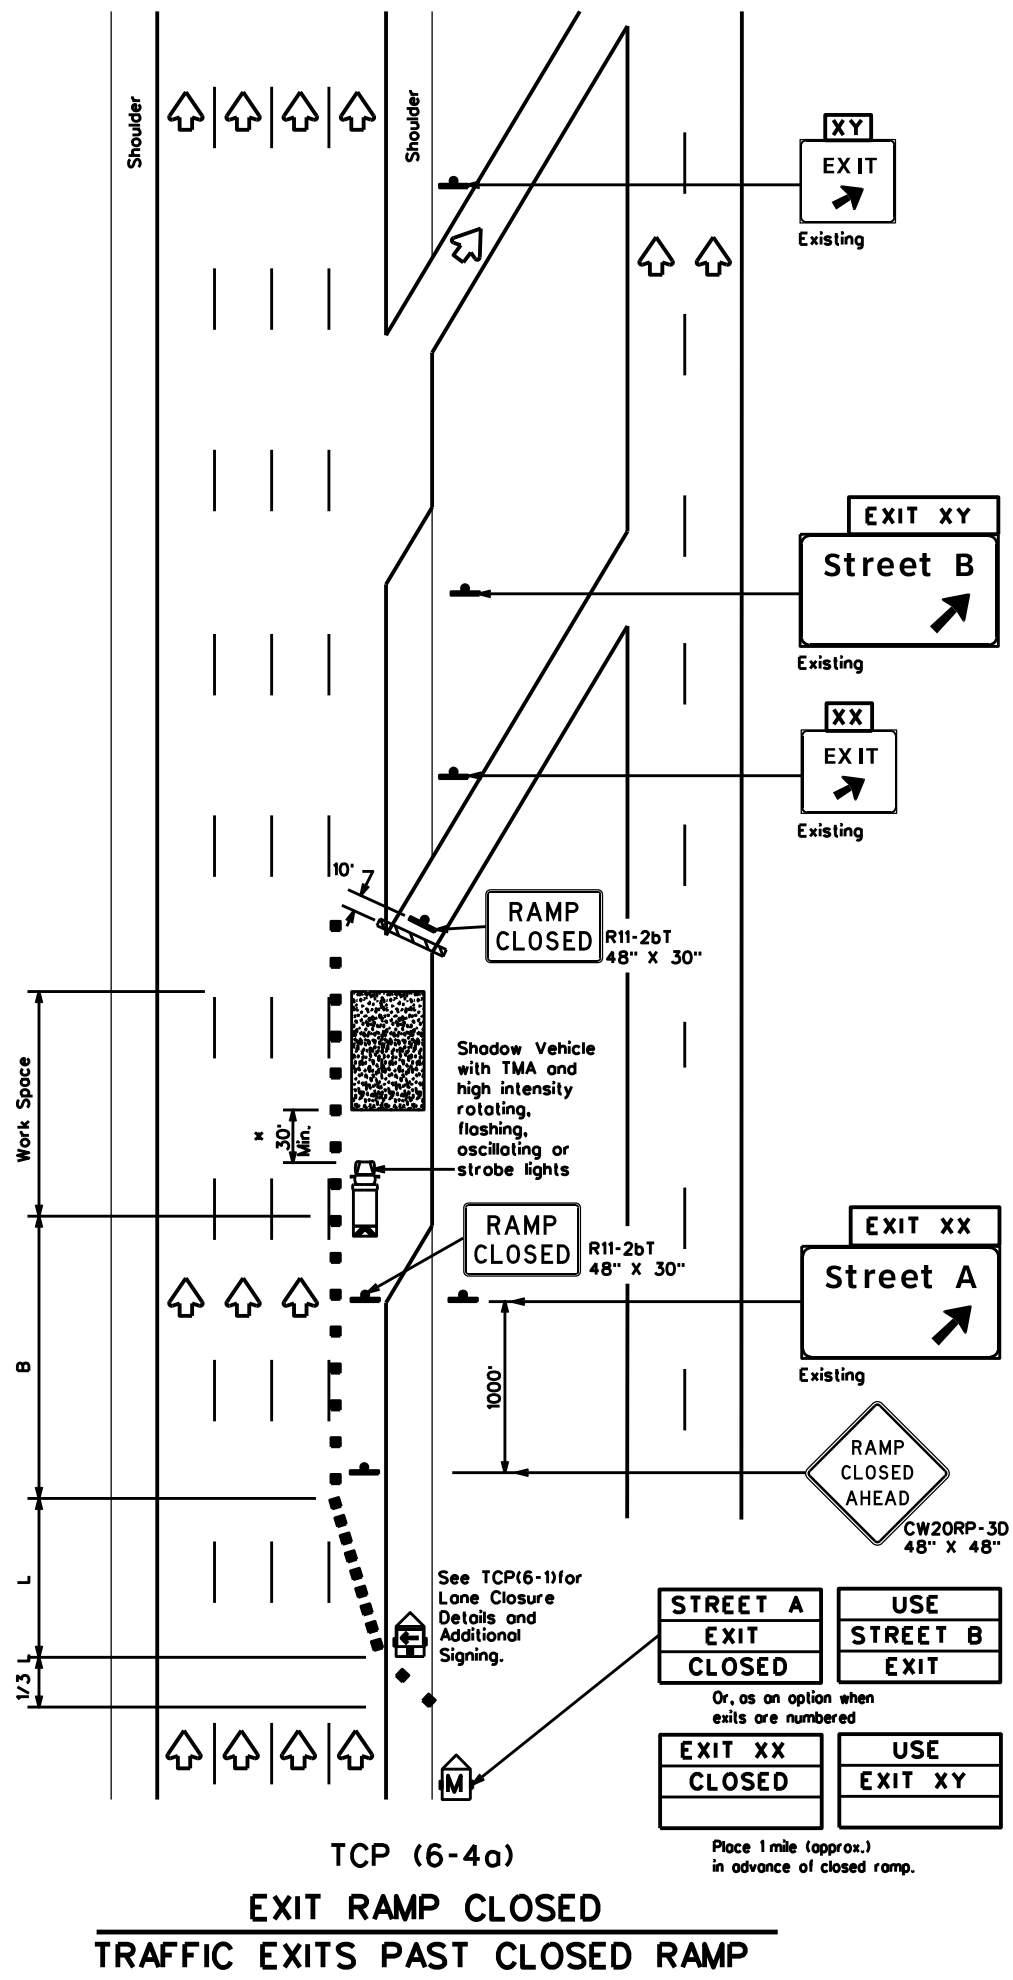 Shoulder
Shoulder
XY
EXIT
Existing
EXIT XY
Street B
Existing
XX
EXIT
Existing
10'
RAMP
CLOSED
R11-2bT
48" X 30"
Work Space
Shadow Vehicle
with TMA and
high intensity
rotating,
flashing,
oscillating or
strobe lights
x
30'
Min.
RAMP
CLOSED
R11-2bT
48" X 30"
EXIT XX
Street A
Existing
B
1000'
RAMP
CLOSED
AHEAD
CW20RP-3D
48" X 48"
L
See TCP(6-1)for
Lane Closure
Details and
Additional
Signing.
1/3 L
STREET A
EXIT
CLOSED
USE
STREET B
EXIT
Or, as an option when
exits are numbered
EXIT XX
CLOSED
USE
EXIT XY
M
Place 1 mile (approx.)
in advance of closed ramp.
TCP (6-4a)
EXIT RAMP CLOSED
TRAFFIC EXITS PAST CLOSED RAMP